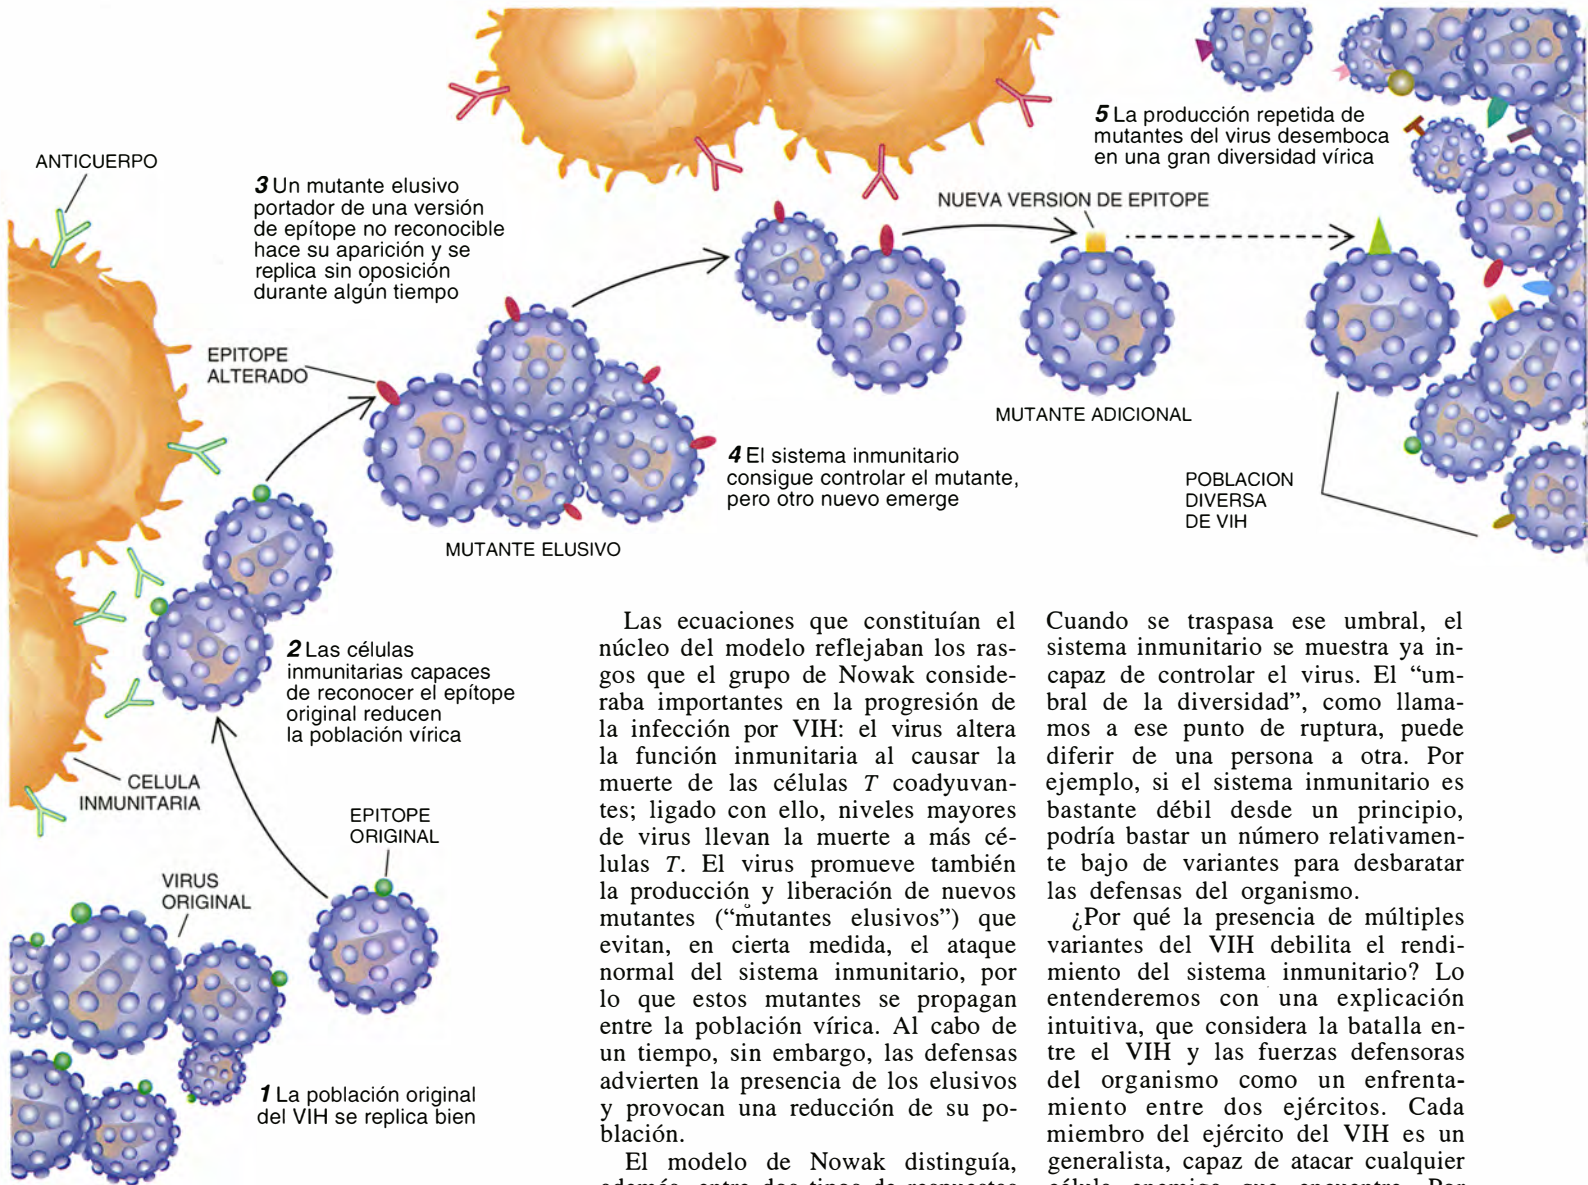 ANTICUERPO
3 Un mutante elusivo
portador de una versión
de epítope no reconocible
hace su aparición y se
replica sin oposición
durante algún tiempo
5 La producción repetida de
mutantes del virus desemboca
en una gran diversidad vírica
NUEVA VERSION DE EPITOPE
EPITOPE
ALTERADO
MUTANTE ADICIONAL
4 El sistema inmunitario
consigue controlar el mutante,
pero otro nuevo emerge
POBLACION
DIVERSA
DE VIH
MUTANTE ELUSIVO
2 Las células
inmunitarias capaces
de reconocer el epítope
original reducen
la población vírica
CELULA
INMUNITARIA
EPITOPE
ORIGINAL
VIRUS
ORIGINAL
1 La población original
del VIH se replica bien
Las ecuaciones que constituían el
núcleo del modelo reflejaban los ras-
gos que el grupo de Nowak conside-
raba importantes en la progresión de
la infección por VIH: el virus altera
la función inmunitaria al causar la
muerte de las células T coadyuvan-
tes; ligado con ello, niveles mayores
de virus llevan la muerte a más cé-
lulas T. El virus promueve también
la producción y liberación de nuevos
mutantes (“mutantes elusivos”) que
evitan, en cierta medida, el ataque
normal del sistema inmunitario, por
lo que estos mutantes se propagan
entre la población vírica. Al cabo de
un tiempo, sin embargo, las defensas
advierten la presencia de los elusivos
y provocan una reducción de su po-
blación.
El modelo de Nowak distinguía,
además, entre dos tipos de respuestas
Cuando se traspasa ese umbral, el
sistema inmunitario se muestra ya in-
capaz de controlar el virus. El “um-
bral de la diversidad”, como llama-
mos a ese punto de ruptura, puede
diferir de una persona a otra. Por
ejemplo, si el sistema inmunitario es
bastante débil desde un principio,
podría bastar un número relativamen-
te bajo de variantes para desbaratar
las defensas del organismo.
¿Por qué la presencia de múltiples
variantes del VIH debilita el rendi-
miento del sistema inmunitario? Lo
entenderemos con una explicación
intuitiva, que considera la batalla en-
tre el VIH y las fuerzas defensoras
del organismo como un enfrenta-
miento entre dos ejércitos. Cada
miembro del ejército del VIH es un
generalista, capaz de atacar cualquier
célula enemiga que encuentre. Por